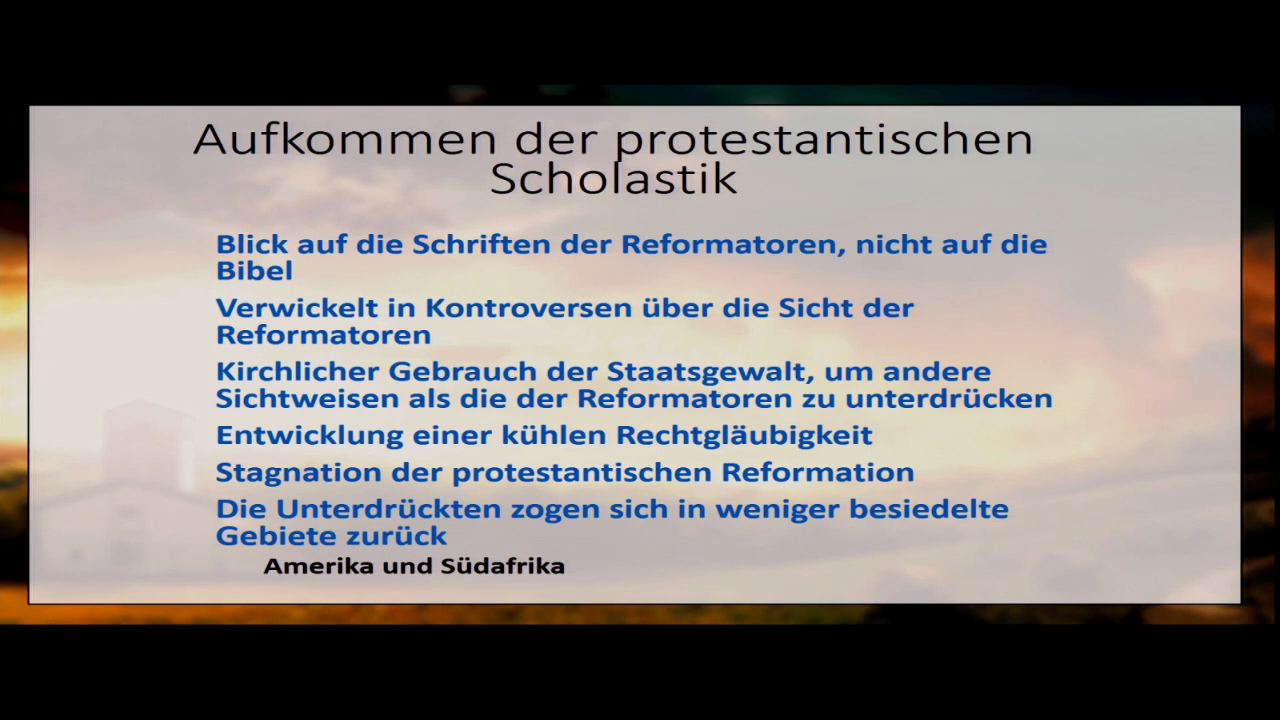 Aufkommen der protestantischen
Scholastik
Blick auf die Schriften der Reformatoren, nicht auf die
Bibel
Verwickelt in Kontroversen über die Sicht der
Reformatoren
Kirchlicher Gebrauch der Staatsgewalt, um andere
Sichtweisen als die der Reformatoren zu unterdrücken
Entwicklung einer kühlen Rechtgläubigkeit
Stagnation der protestantischen Reformation
Die Unterdrückten zogen sich in weniger besiedelte
Gebiete zurück
Amerika und Südafrika